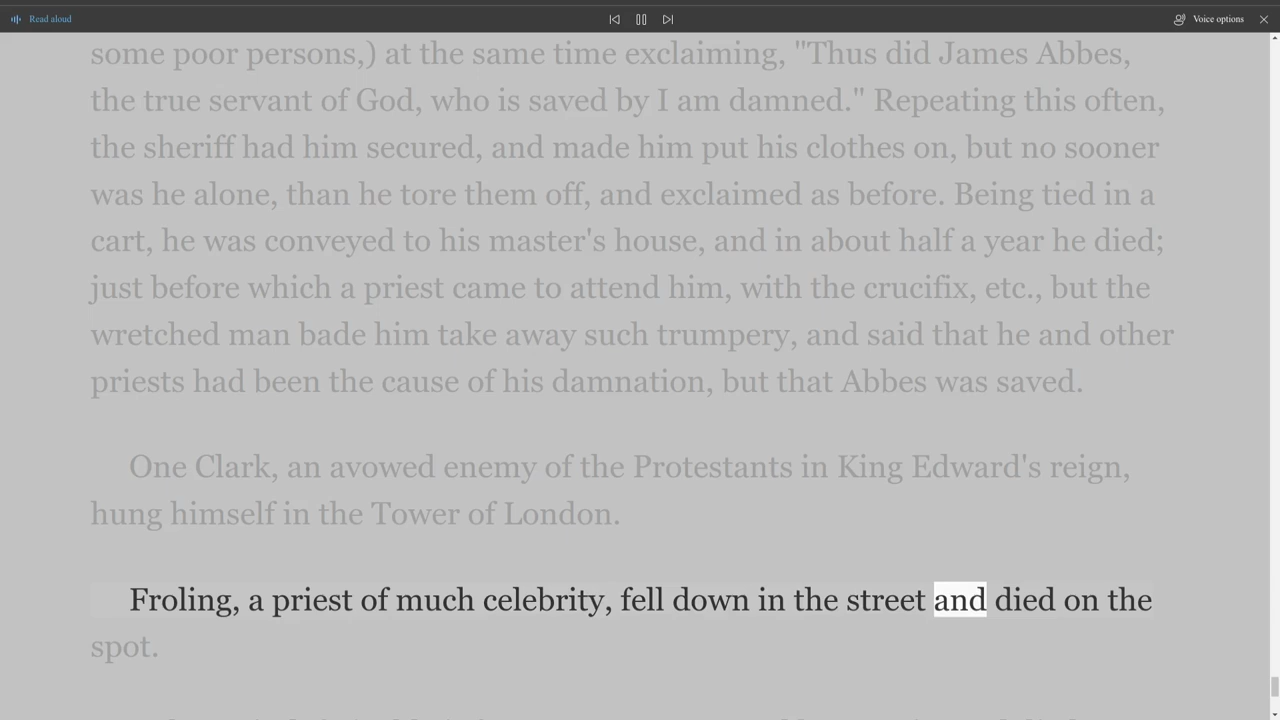 Read aloud
Voice options
some poor persons,) at the same time exclaiming, "Thus did James Abbes,
the true servant of God, who is saved by I am damned." Repeating this often,
the sheriff had him secured, and made him put his clothes on, but no sooner
was he alone, than he tore them off, and exclaimed as before. Being tied in a
cart, he was conveyed to his master's house, and in about half a year he died;
just before which a priest came to attend him, with the crucifix, etc., but the
wretched man bade him take away such trumpery, and said that he and other
priests had been the cause of his damnation, but that Abbes was saved.
One Clark, an avowed enemy of the Protestants in King Edward's reign,
hung himself in the Tower of London.
Froling, a priest of much celebrity, fell down in the street and died on the
spot.